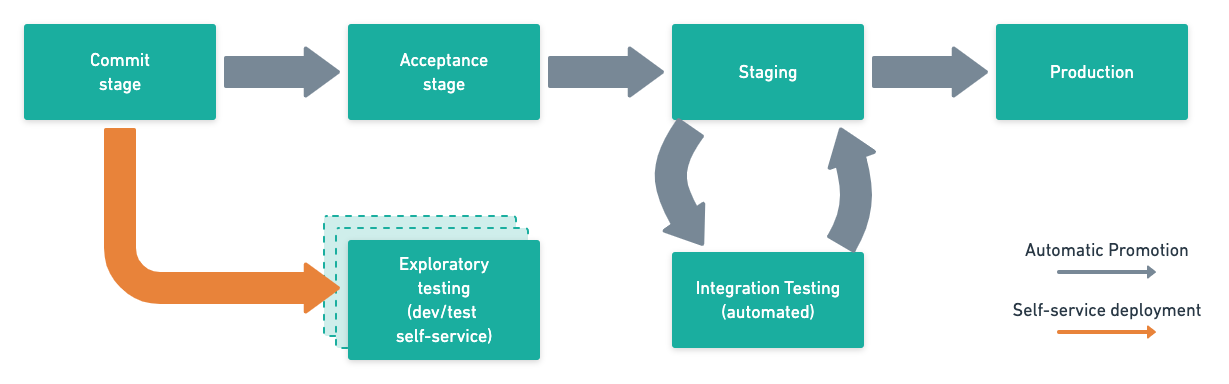 Commit
stage
Acceptance
stage
Staging
Production
Exploratory
testing
(dev/test
self-service)
Integration Testing
(automated)
Automatic Promotion
Self-service deployment